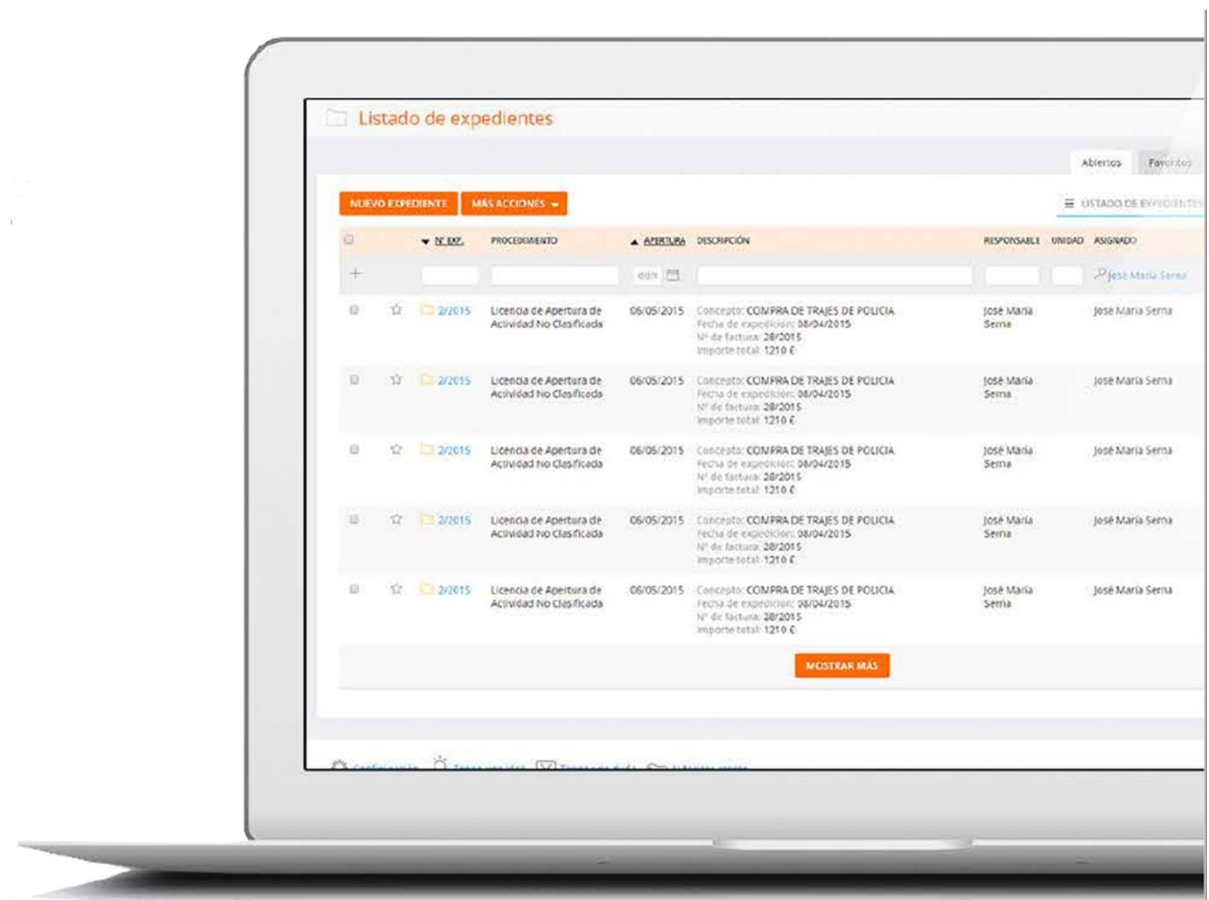 Listado de expedientes
Abiertos Favoritos
NUEVO EXPEDIENTE MÁS ACCIONES LISTADO DE EXPEDIENTES
Nº EXP. PROCEDIMIENTO APERTURA DESCRIPCIÓN RESPONSABLE UNIDAD ASIGNADO
José María Serna
2/2015 Licencia de Apertura de 06/05/2015 Concepto: COMPRA DE TRAJES DE POLICIA José María José María Serna
Actividad No Clasificada Fecha de expedición: 08/04/2015 Serna
Nº de factura: 28/2015
Importe total: 1210 €
2/2015 Licencia de Apertura de 06/05/2015 Concepto: COMPRA DE TRAJES DE POLICIA José María José María Serna
Actividad No Clasificada Fecha de expedición: 08/04/2015 Serna
Nº de factura: 28/2015
Importe total: 1210 €
2/2015 Licencia de Apertura de 06/05/2015 Concepto: COMPRA DE TRAJES DE POLICIA José María José María Serna
Actividad No Clasificada Fecha de expedición: 08/04/2015 Serna
Nº de factura: 28/2015
Importe total: 1210 €
2/2015 Licencia de Apertura de 06/05/2015 Concepto: COMPRA DE TRAJES DE POLICIA José María José María Serna
Actividad No Clasificada Fecha de expedición: 08/04/2015 Serna
Nº de factura: 28/2015
Importe total: 1210 €
2/2015 Licencia de Apertura de 06/05/2015 Concepto: COMPRA DE TRAJES DE POLICIA José María José María Serna
Actividad No Clasificada Fecha de expedición: 08/04/2015 Serna
Nº de factura: 28/2015
Importe total: 1210 €
MOSTRAR MÁS